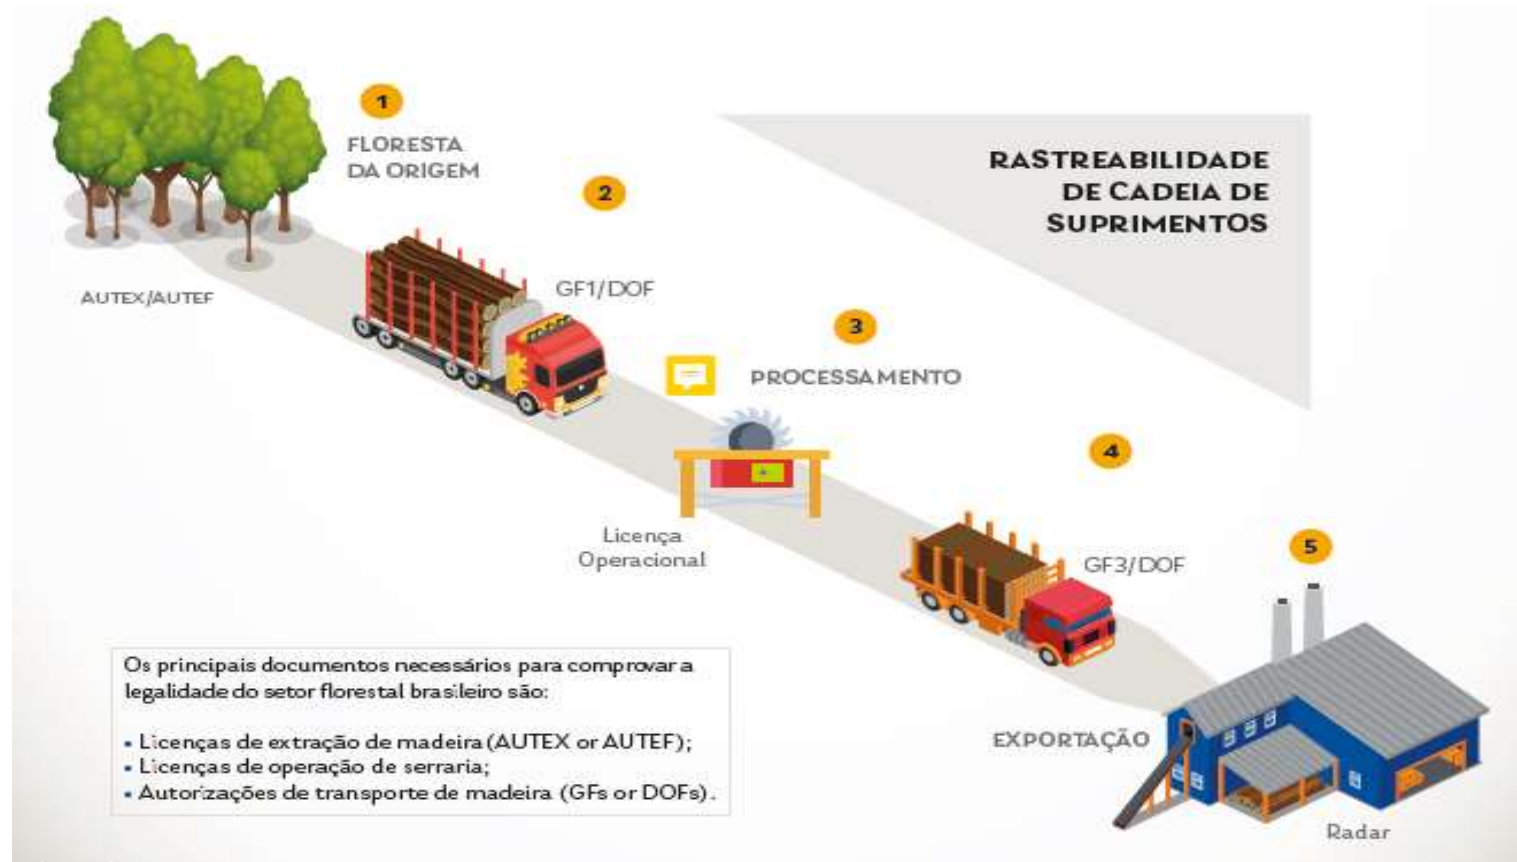 1
FLORESTA
DA ORIGEM
AUTEX/AUTEF
2
GF1/DOF
RASTREABILIDADE
DE CADEIA DE
SUPRIMENTOS
3
PROCESSAMENTO
Licença
Operacional
4
GF3/DOF
5
EXPORTAÇÃO
Radar
Os principais documentos necessários para comprovar a
legalidade do setor florestal brasileiro são:
• Licenças de extração de madeira (AUTEX or AUTEF);
• Licenças de operação de serraria;
• Autorizações de transporte de madeira (GFs or DOFs).